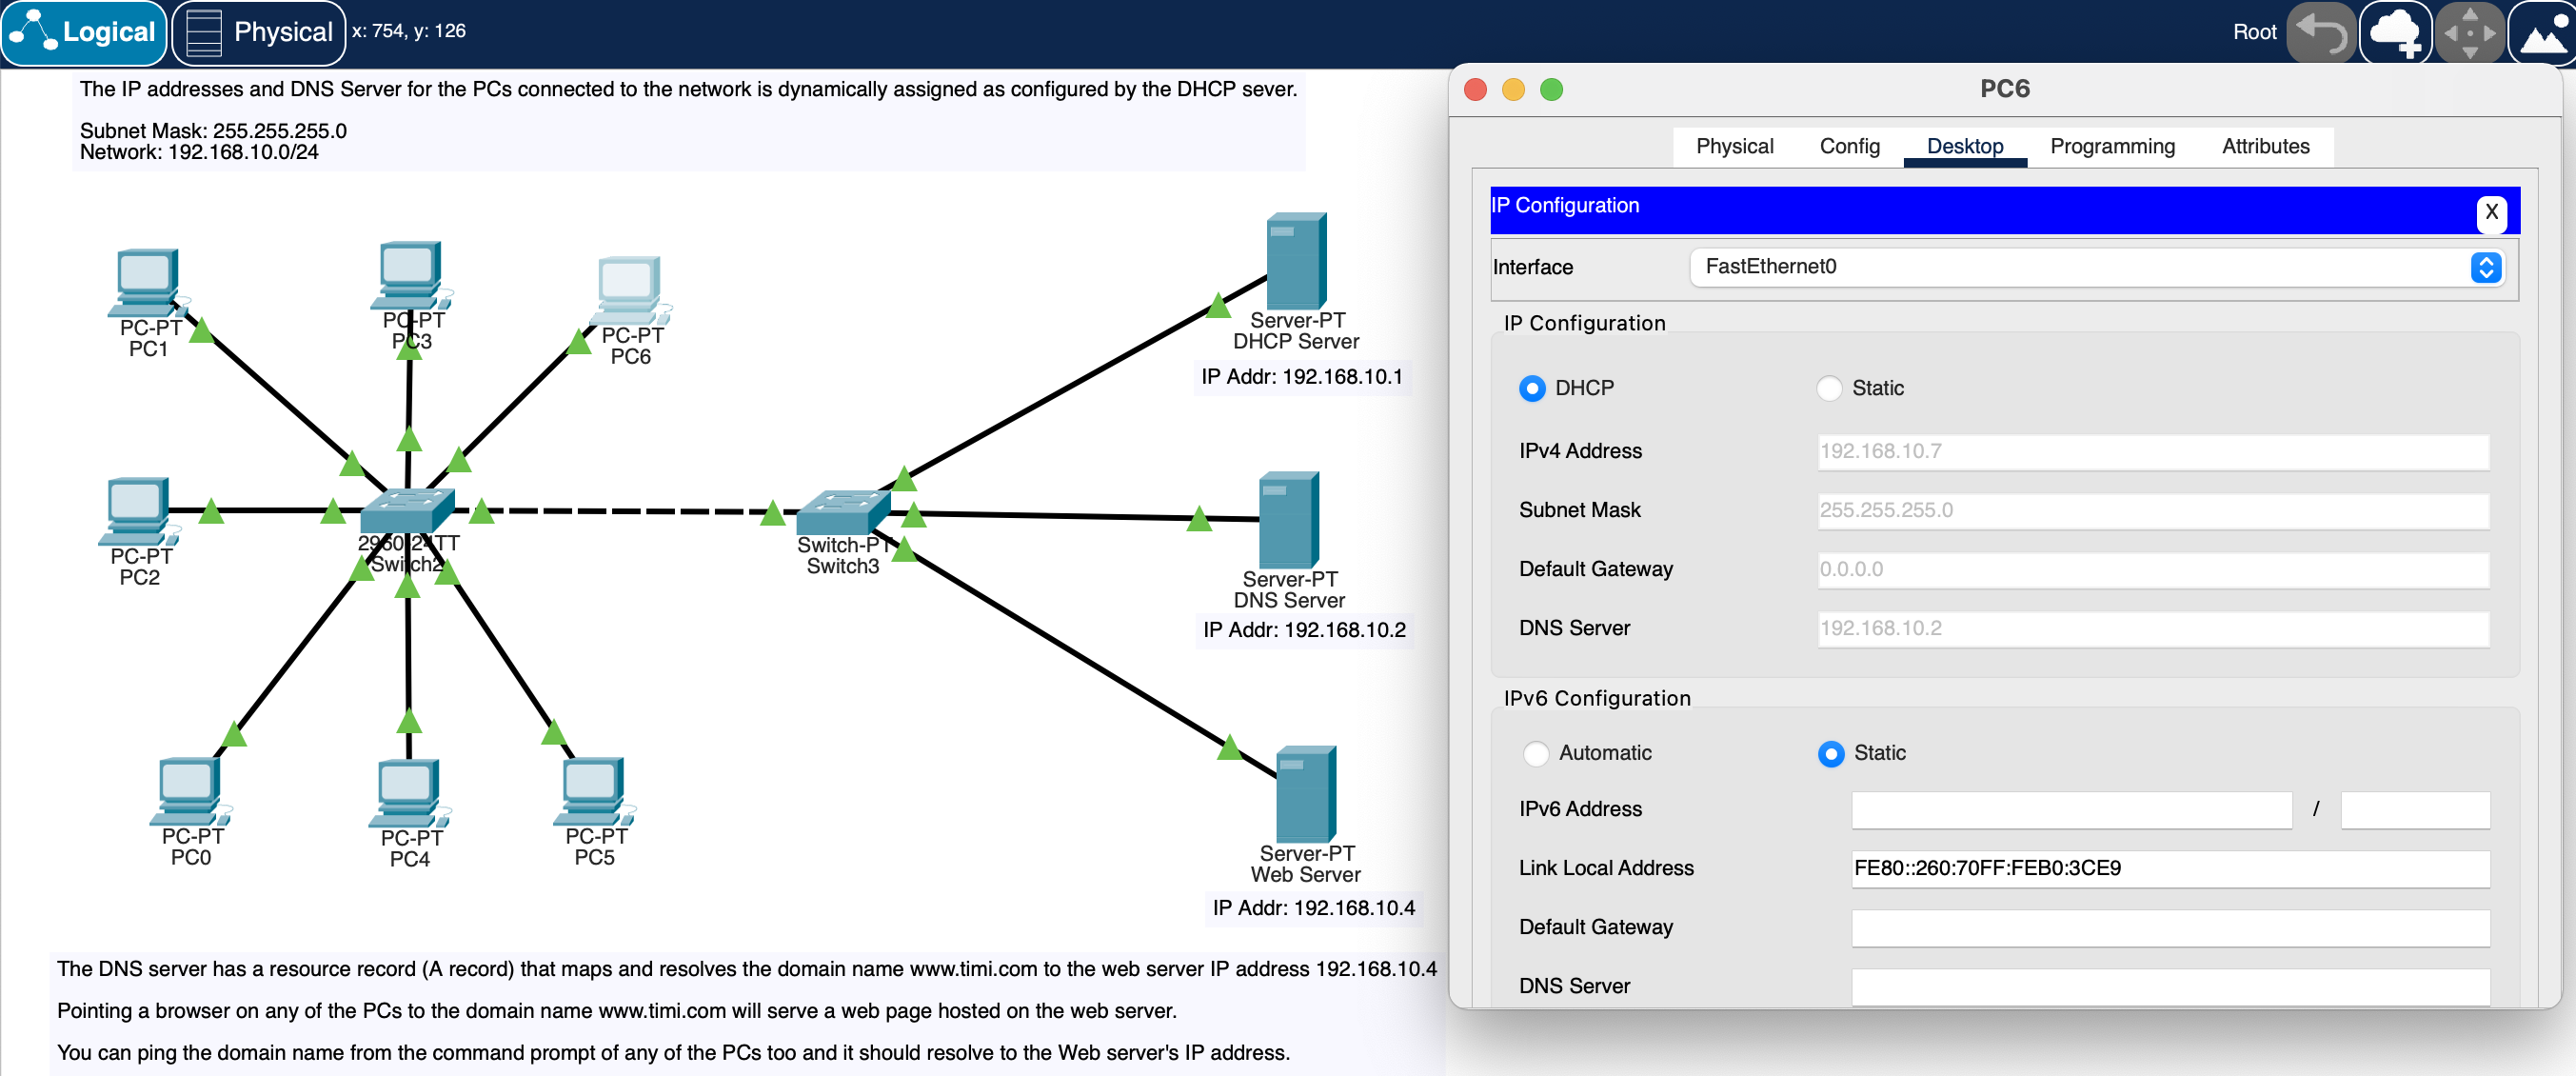 Logical
Physical
x: 754, y: 126
Root
The IP addresses and DNS Server for the PCs connected to the network is dynamically assigned as configured by the DHCP sever.
Subnet Mask: 255.255.255.0
Network: 192.168.10.0/24
PC-PT
PC1
PC-PT
PC3
PC-PT
PC6
Server-PT
DHCP Server
IP Addr: 192.168.10.1
PC-PT
PC2
2960-24TT
Switch2
Switch-PT
Switch3
Server-PT
DNS Server
IP Addr: 192.168.10.2
PC-PT
PC0
PC-PT
PC4
PC-PT
PC5
Server-PT
Web Server
IP Addr: 192.168.10.4
The DNS server has a resource record (A record) that maps and resolves the domain name www.timi.com to the web server IP address 192.168.10.4
Pointing a browser on any of the PCs to the domain name www.timi.com will serve a web page hosted on the web server.
You can ping the domain name from the command prompt of any of the PCs too and it should resolve to the Web server's IP address.
PC6
Physical
Config
Desktop
Programming
Attributes
IP Configuration
X
Interface
FastEthernet0
IP Configuration
DHCP
Static
IPv4 Address
192.168.10.7
Subnet Mask
255.255.255.0
Default Gateway
0.0.0.0
DNS Server
192.168.10.2
IPv6 Configuration
Automatic
Static
IPv6 Address
/
Link Local Address
FE80::260:70FF:FEB0:3CE9
Default Gateway
DNS Server